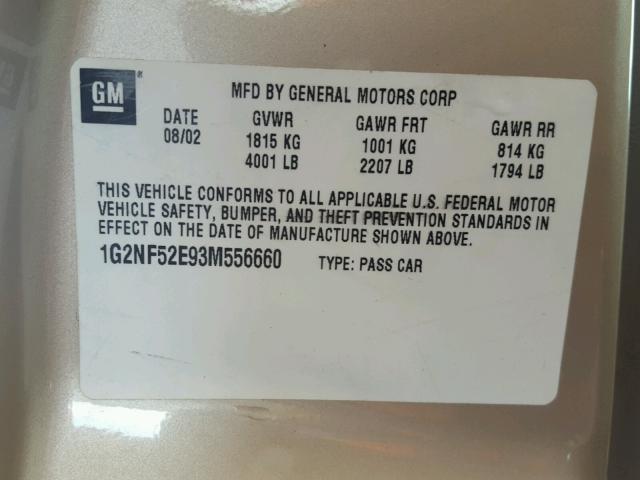 GM ®
MFD BY GENERAL MOTORS CORP
DATE GVWR GAWR FRT GAWR RR
08/02 1815 KG 1001 KG 814 KG
4001 LB 2207 LB 1794 LB
THIS VEHICLE CONFORMS TO ALL APPLICABLE U.S. FEDERAL MOTOR
VEHICLE SAFETY, BUMPER, AND THEFT PREVENTION STANDARDS IN
EFFECT ON THE DATE OF MANUFACTURE SHOWN ABOVE.
1G2NF52E93M556660 TYPE: PASS CAR